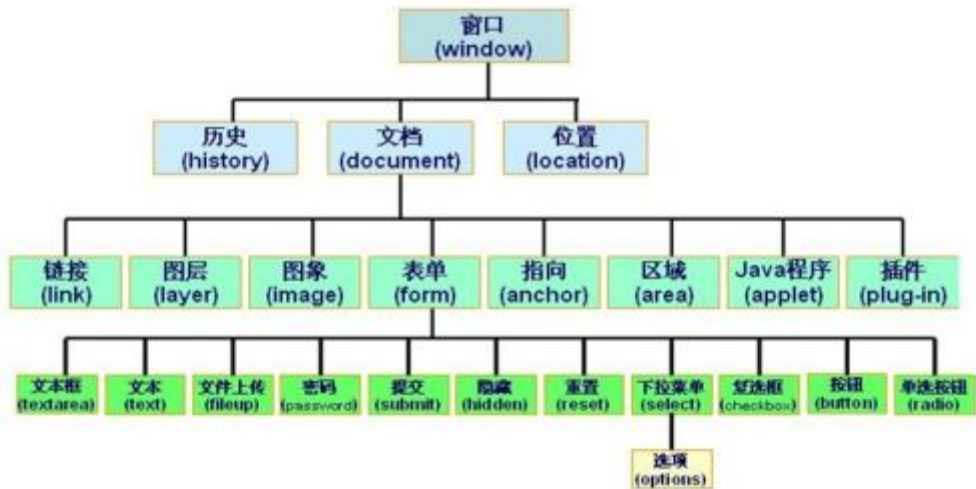 窗口
(window)
历史
(history)
文档
(document)
位置
(location)
链接
(link)
图层
(layer)
图象
(image)
表单
(form)
指向
(anchor)
区域
(area)
Java程序
(applet)
插件
(plug-in)
文本框
(textarea)
文本
(text)
文件上传
(fileup)
密码
(password)
提交
(submit)
隐藏
(hidden)
重置
(reset)
下拉菜单
(select)
复选框
(checkbox)
按钮
(button)
单选按钮
(radio)
选项
(options)